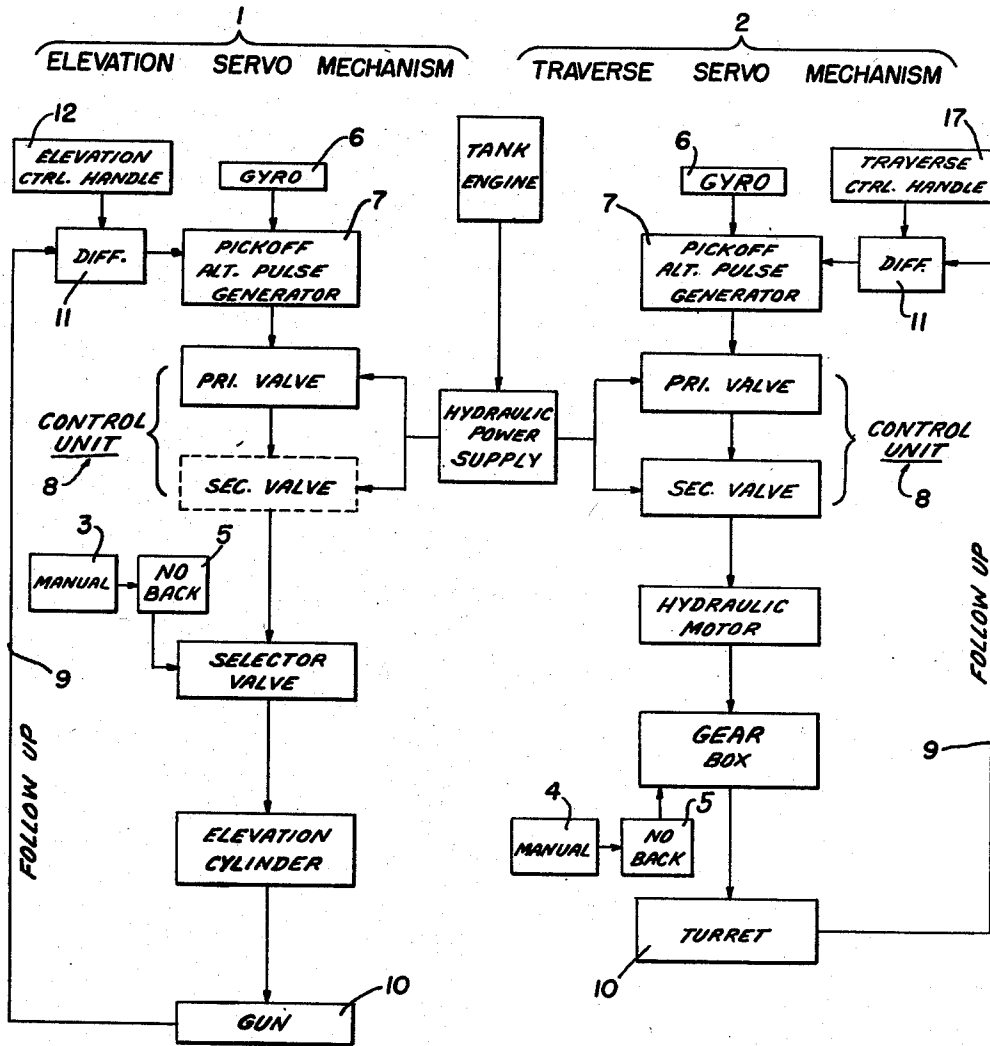 1
ELEVATION SERVO MECHANISM
12
ELEVATION
CTRL. HANDLE
6
GYRO
7
DIFF.
11
PICKOFF
ALT. PULSE
GENERATOR
PRI. VALVE
CONTROL
UNIT
8
SEC. VALVE
3
MANUAL
5
NO
BACK
SELECTOR
VALVE
9
FOLLOW UP
ELEVATION
CYLINDER
10
GUN
TANK
ENGINE
HYDRAULIC
POWER
SUPPLY
2
TRAVERSE SERVO MECHANISM
6
GYRO
17
TRAVERSE
CTRL. HANDLE
7
PICKOFF
ALT. PULSE
GENERATOR
DIFF.
11
PRI. VALVE
CONTROL
UNIT
8
SEC. VALVE
HYDRAULIC
MOTOR
FOLLOW UP
9
GEAR
BOX
4
MANUAL
5
NO
BACK
TURRET
10